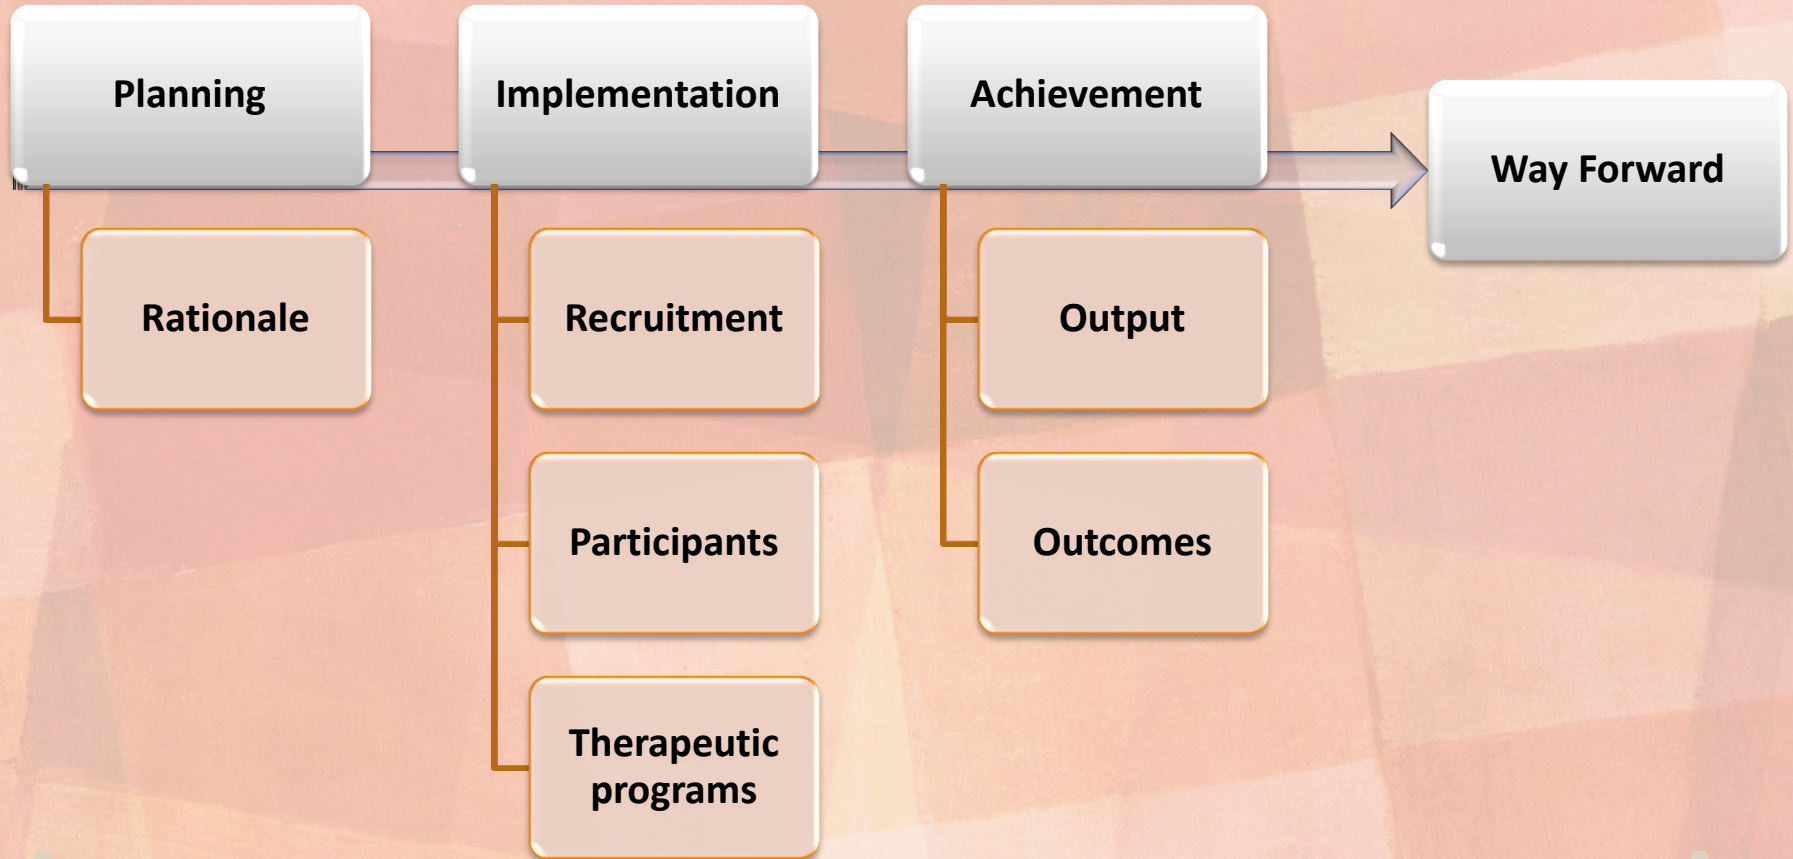 Planning
Rationale
Implementation
Recruitment
Participants
Therapeutic
programs
Achievement
Output
Outcomes
Way Forward